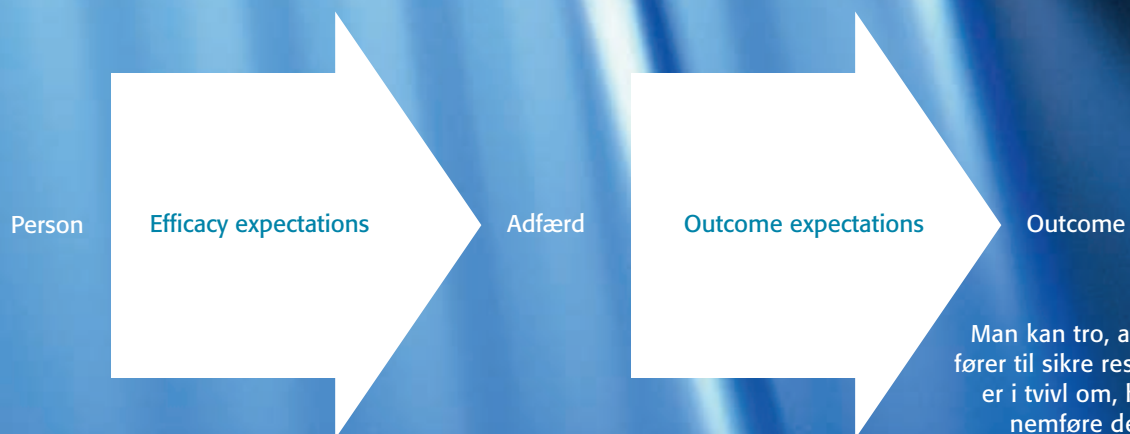 Person
Efficacy expectations
Adfærd
Outcome expectations
Outcome
Man kan tro, a
fører til sikre res
er i tvivl om, h
nemføre de